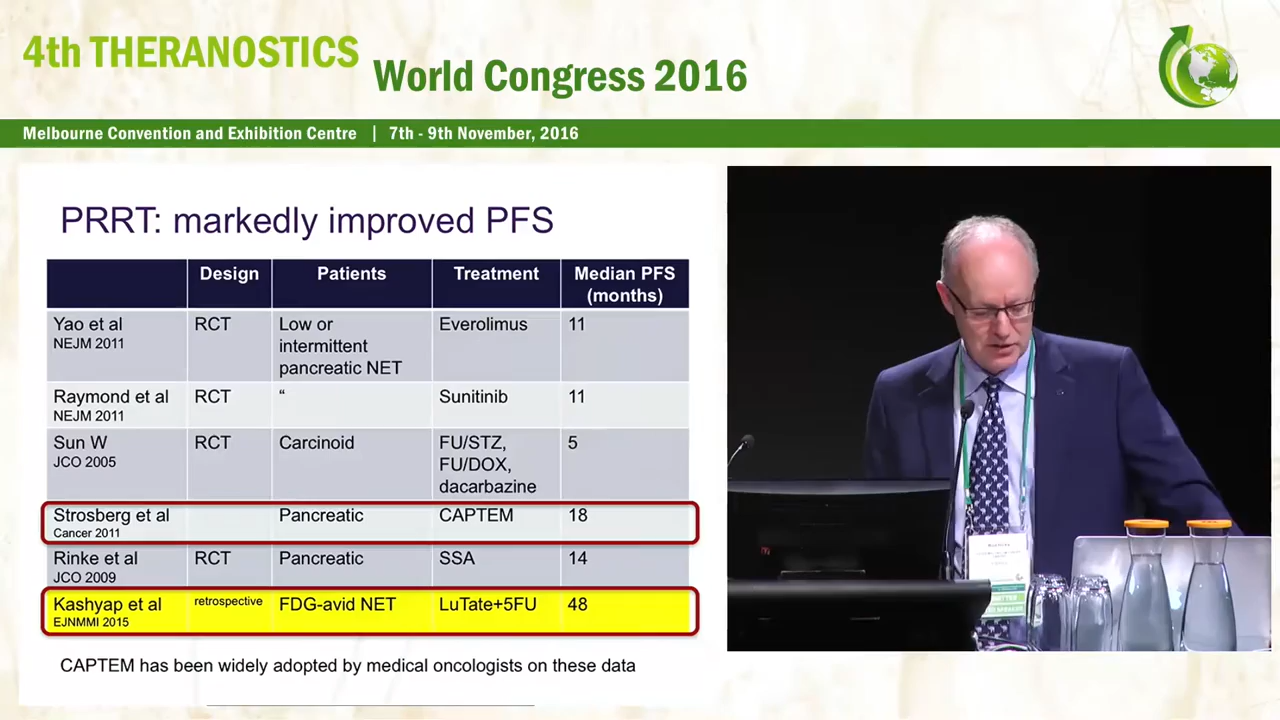 4th THERANOSTICS
World Congress 2016
Melbourne Convention and Exhibition Centre | 7th - 9th November, 2016
PRRT: markedly improved PFS
Design Patients Treatment Median PFS
(months)
Yao et al
NEJM 2011
RCT
Low or
intermittent
pancreatic NET
Everolimus
11
Raymond et al
NEJM 2011
RCT
“
Sunitinib
11
Sun W
JCO 2005
RCT
Carcinoid
FU/STZ,
FU/DOX,
dacarbazine
5
Strosberg et al
Cancer 2011
Pancreatic
CAPTEM
18
Rinke et al
JCO 2009
RCT
Pancreatic
SSA
14
Kashyap et al
EJNMMI 2015
retrospective
FDG-avid NET
LuTate+5FU
48
CAPTEM has been widely adopted by medical oncologists on these data